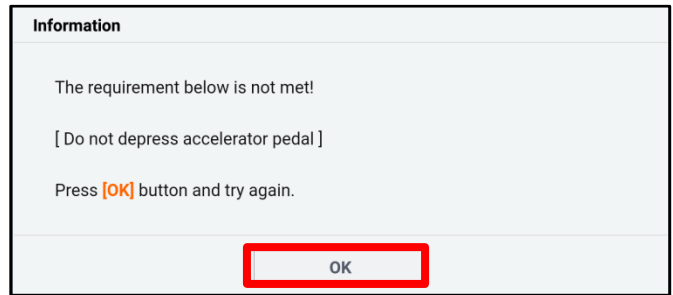 Information
The requirement below is not met!
[ Do not depress accelerator pedal ]
Press [OK] button and try again.
OK